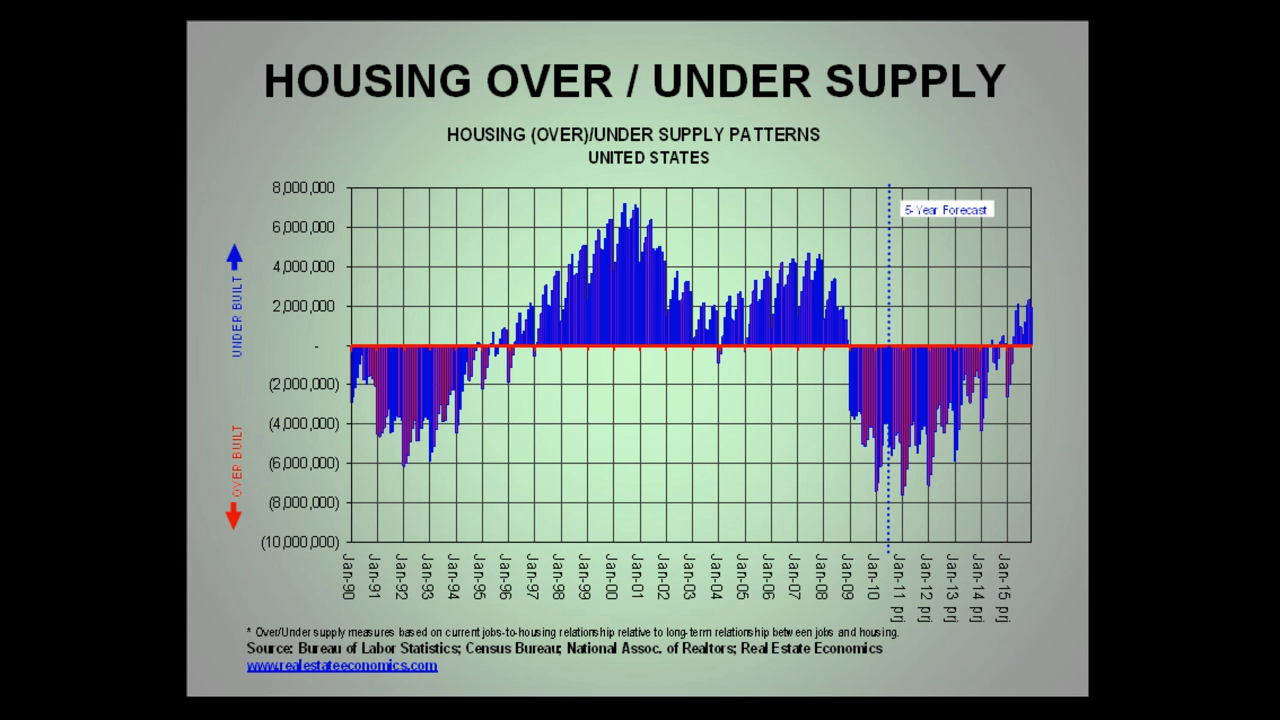 HOUSING OVER / UNDER SUPPLY
HOUSING (OVER)/UNDER SUPPLY PATTERNS
UNITED STATES
8,000,000
6,000,000
4,000,000
2,000,000
-
(2,000,000)
(4,000,000)
(6,000,000)
(8,000,000)
(10,000,000)
UNDER BUILT
OVER BUILT
5-Year Forecast
Jan-90
Jan-91
Jan-92
Jan-93
Jan-94
Jan-95
Jan-96
Jan-97
Jan-98
Jan-99
Jan-00
Jan-01
Jan-02
Jan-03
Jan-04
Jan-05
Jan-06
Jan-07
Jan-08
Jan-09
Jan-10
Jan-11 prj
Jan-12 prj
Jan-13 prj
Jan-14 prj
Jan-15 prj
* Over/Under supply measures based on current jobs-to-housing relationship relative to long-term relationship between jobs and housing.
Source: Bureau of Labor Statistics; Census Bureau; National Assoc. of Realtors; Real Estate Economics
www.realestateeconomics.com